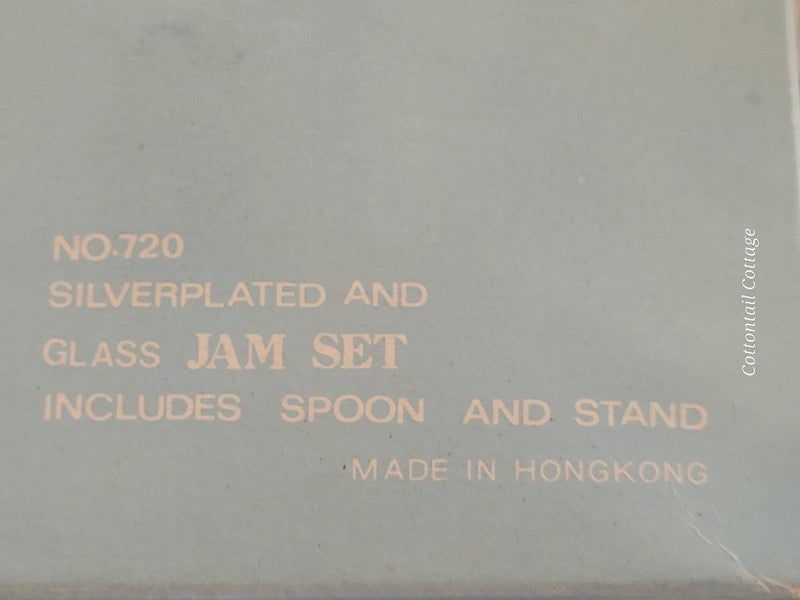 NO.720
SILVERPLATED AND
GLASS JAM SET
INCLUDES SPOON AND STAND
MADE IN HONGKONG
Cottontail Cottage